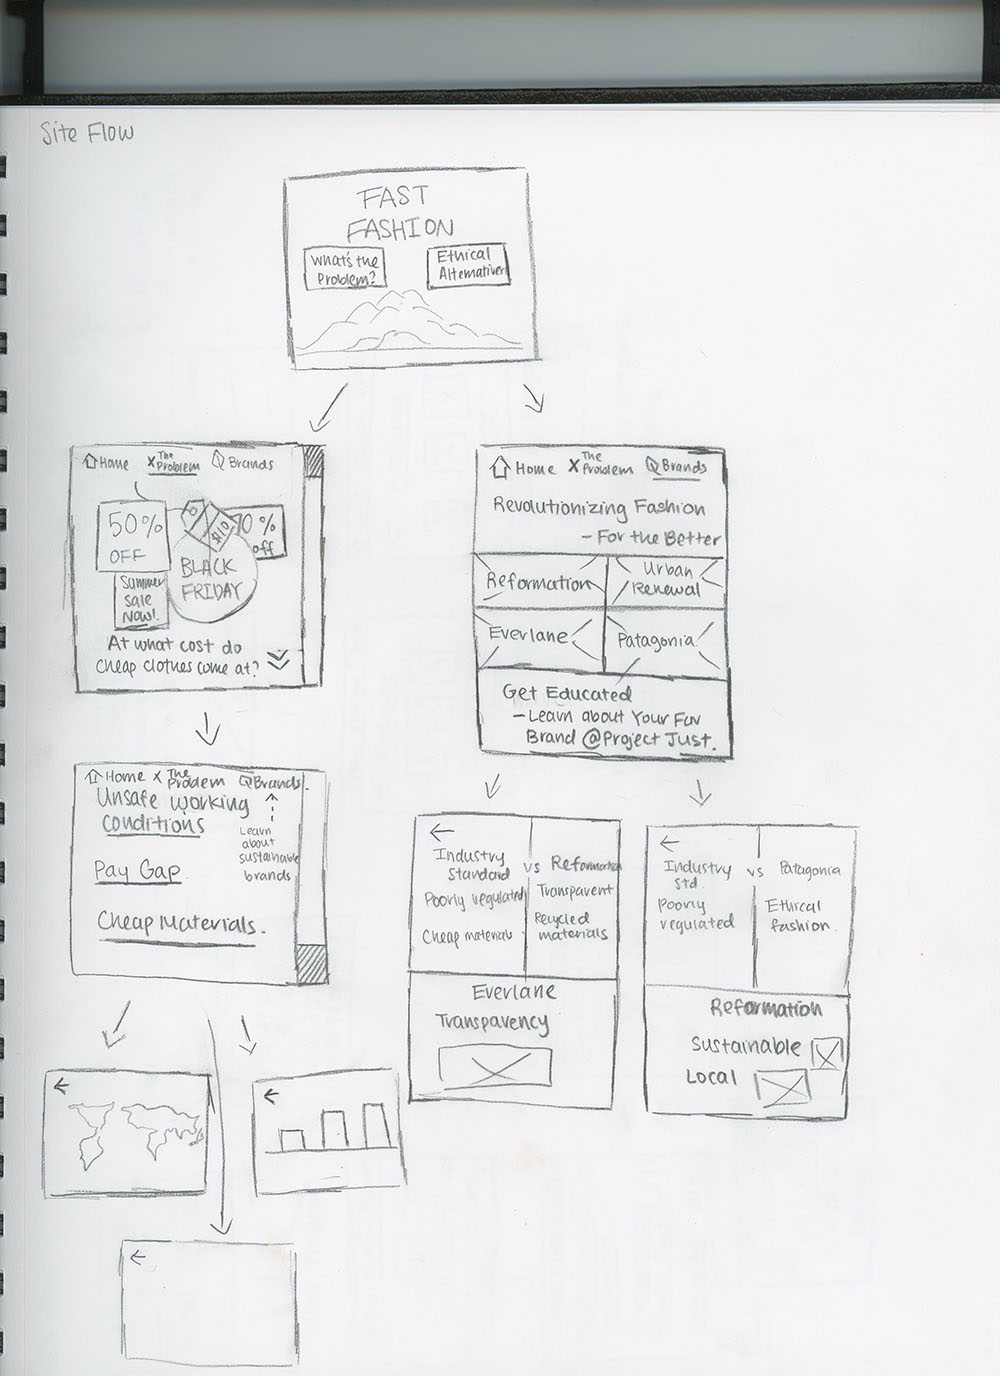 Site Flow
FAST
FASHION
What's the
Problem?
Ethical
Alternatives
Home
X The
Problem
Brands
50%
OFF
$10
70%
off
BLACK
FRIDAY
Summer
Sale
Now!.
At what cost do
cheap clothes come at?
Home
X The
Problem
Brands
Revolutionizing Fashion
- For the Better
Reformation
Urban
Renewal
Everlane
Patagonia
Get Educated
- Learn about Your Fav
Brand @Project Just.
Home X The
Problem
Brands.
Unsafe working
conditions
Learn
about
sustainable
brands
Pay Gap
Cheap Materials.
Industry
Standard
vs
Reformation
Poorly regulated
Transparent
Cheap materials
Recycled
materials
Everlane
Transparency
Industry
Std.
vs
Patagonia
Poorly
regulated
Ethical
fashion.
Reformation
Sustainable
Local